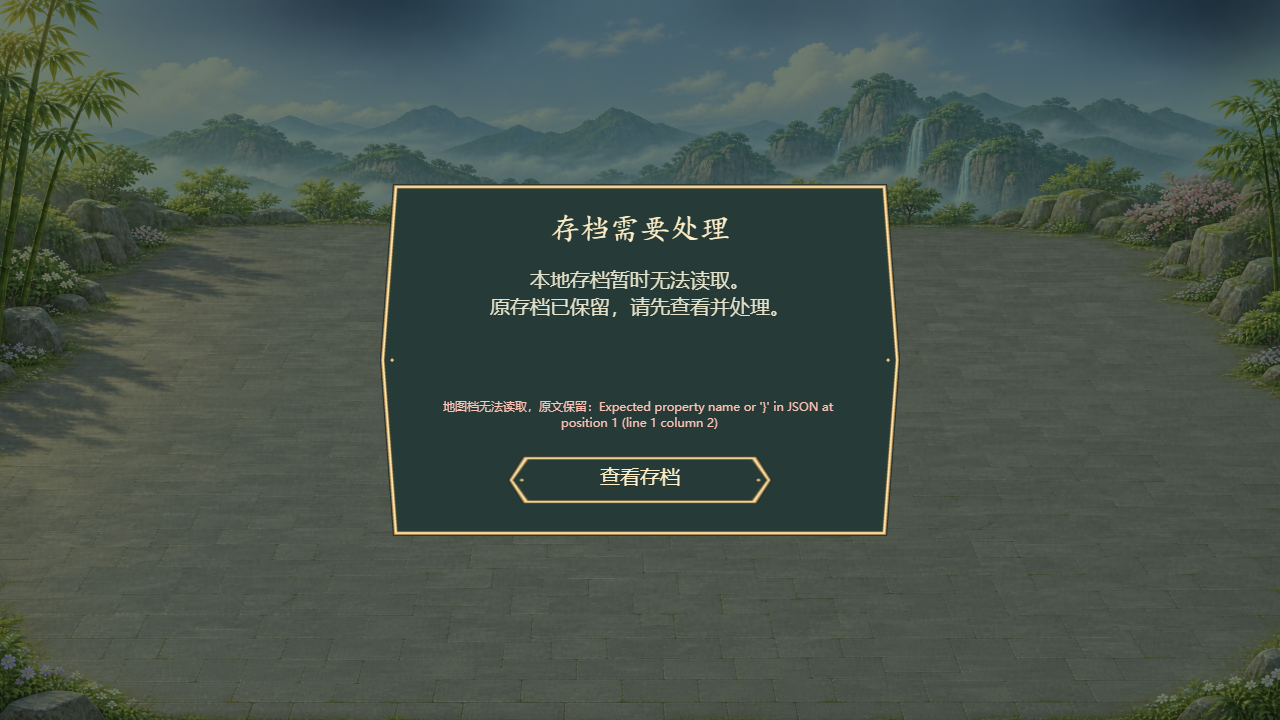 存档需要处理
本地存档暂时无法读取。
原存档已保留，请先查看并处理。
地图档无法读取，原文保留：Expected property name or '}' in JSON at
position 1 (line 1 column 2)
查看存档